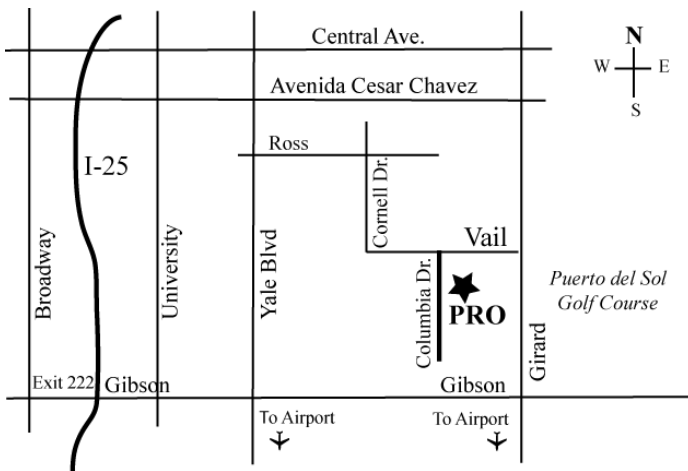 Central Ave.
N
W E
S
Avenida Cesar Chavez
Ross
I-25
Cornell Dr.
Broadway
University
Yale Blvd
Vail
Columbia Dr.
PRO
Puerto del Sol
Golf Course
Girard
Exit 222 Gibson
Gibson
To Airport
To Airport